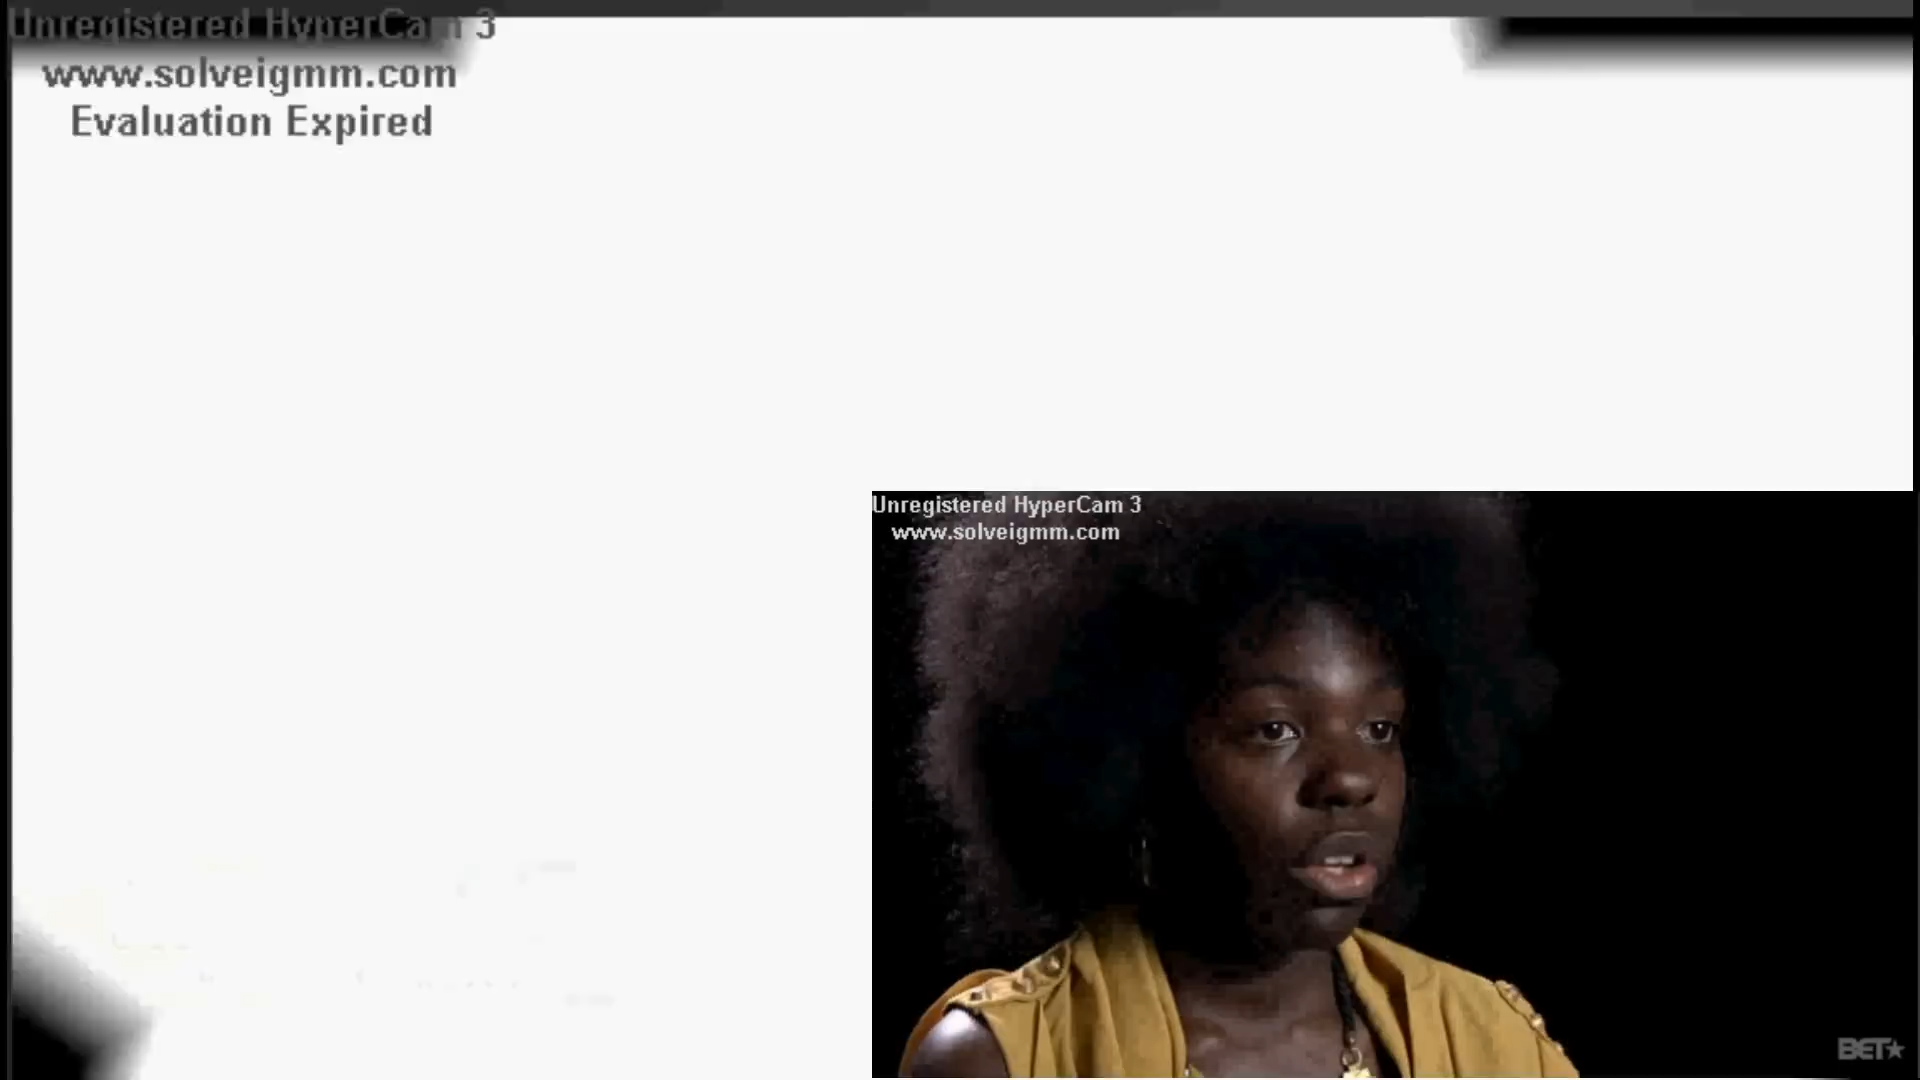 Unregistered HyperCam 3
www.solveigmm.com
Evaluation Expired
Unregistered HyperCam 3
www.solveigmm.com
BET